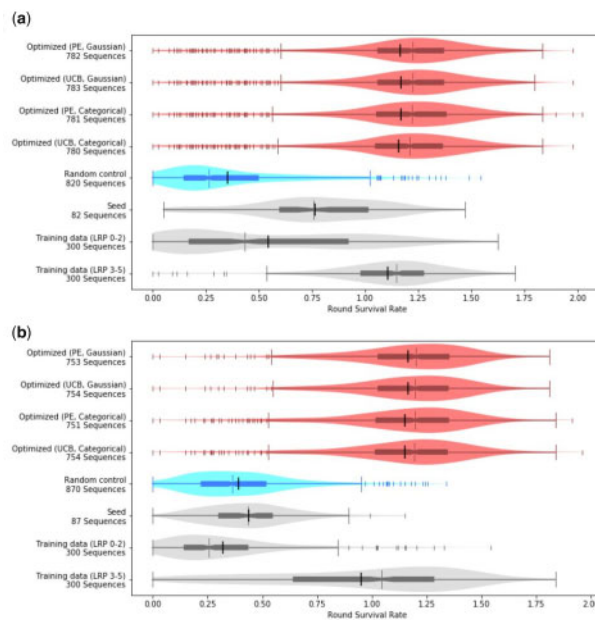 (a)
Optimized (PE, Gaussian)
782 Sequences
Optimized (UCB, Gaussian)
783 Sequences
Optimized (PE, Categorical)
781 Sequences
Optimized (UCB, Categorical)
780 Sequences
Random control
820 Sequences
Seed
82 Sequences
Training data (LRP 0-2)
300 Sequences
Training data (LRP 3-5)
300 Sequences
0.00 0.25 0.50 0.75 1.00 1.25 1.50 1.75 2.00
Round Survival Rate
(b)
Optimized (PE, Gaussian)
753 Sequences
Optimized (UCB, Gaussian)
754 Sequences
Optimized (PE, Categorical)
751 Sequences
Optimized (UCB, Categorical)
754 Sequences
Random control
870 Sequences
Seed
87 Sequences
Training data (LRP 0-2)
300 Sequences
Training data (LRP 3-5)
300 Sequences
0.00 0.25 0.50 0.75 1.00 1.25 1.50 1.75 2.00
Round Survival Rate